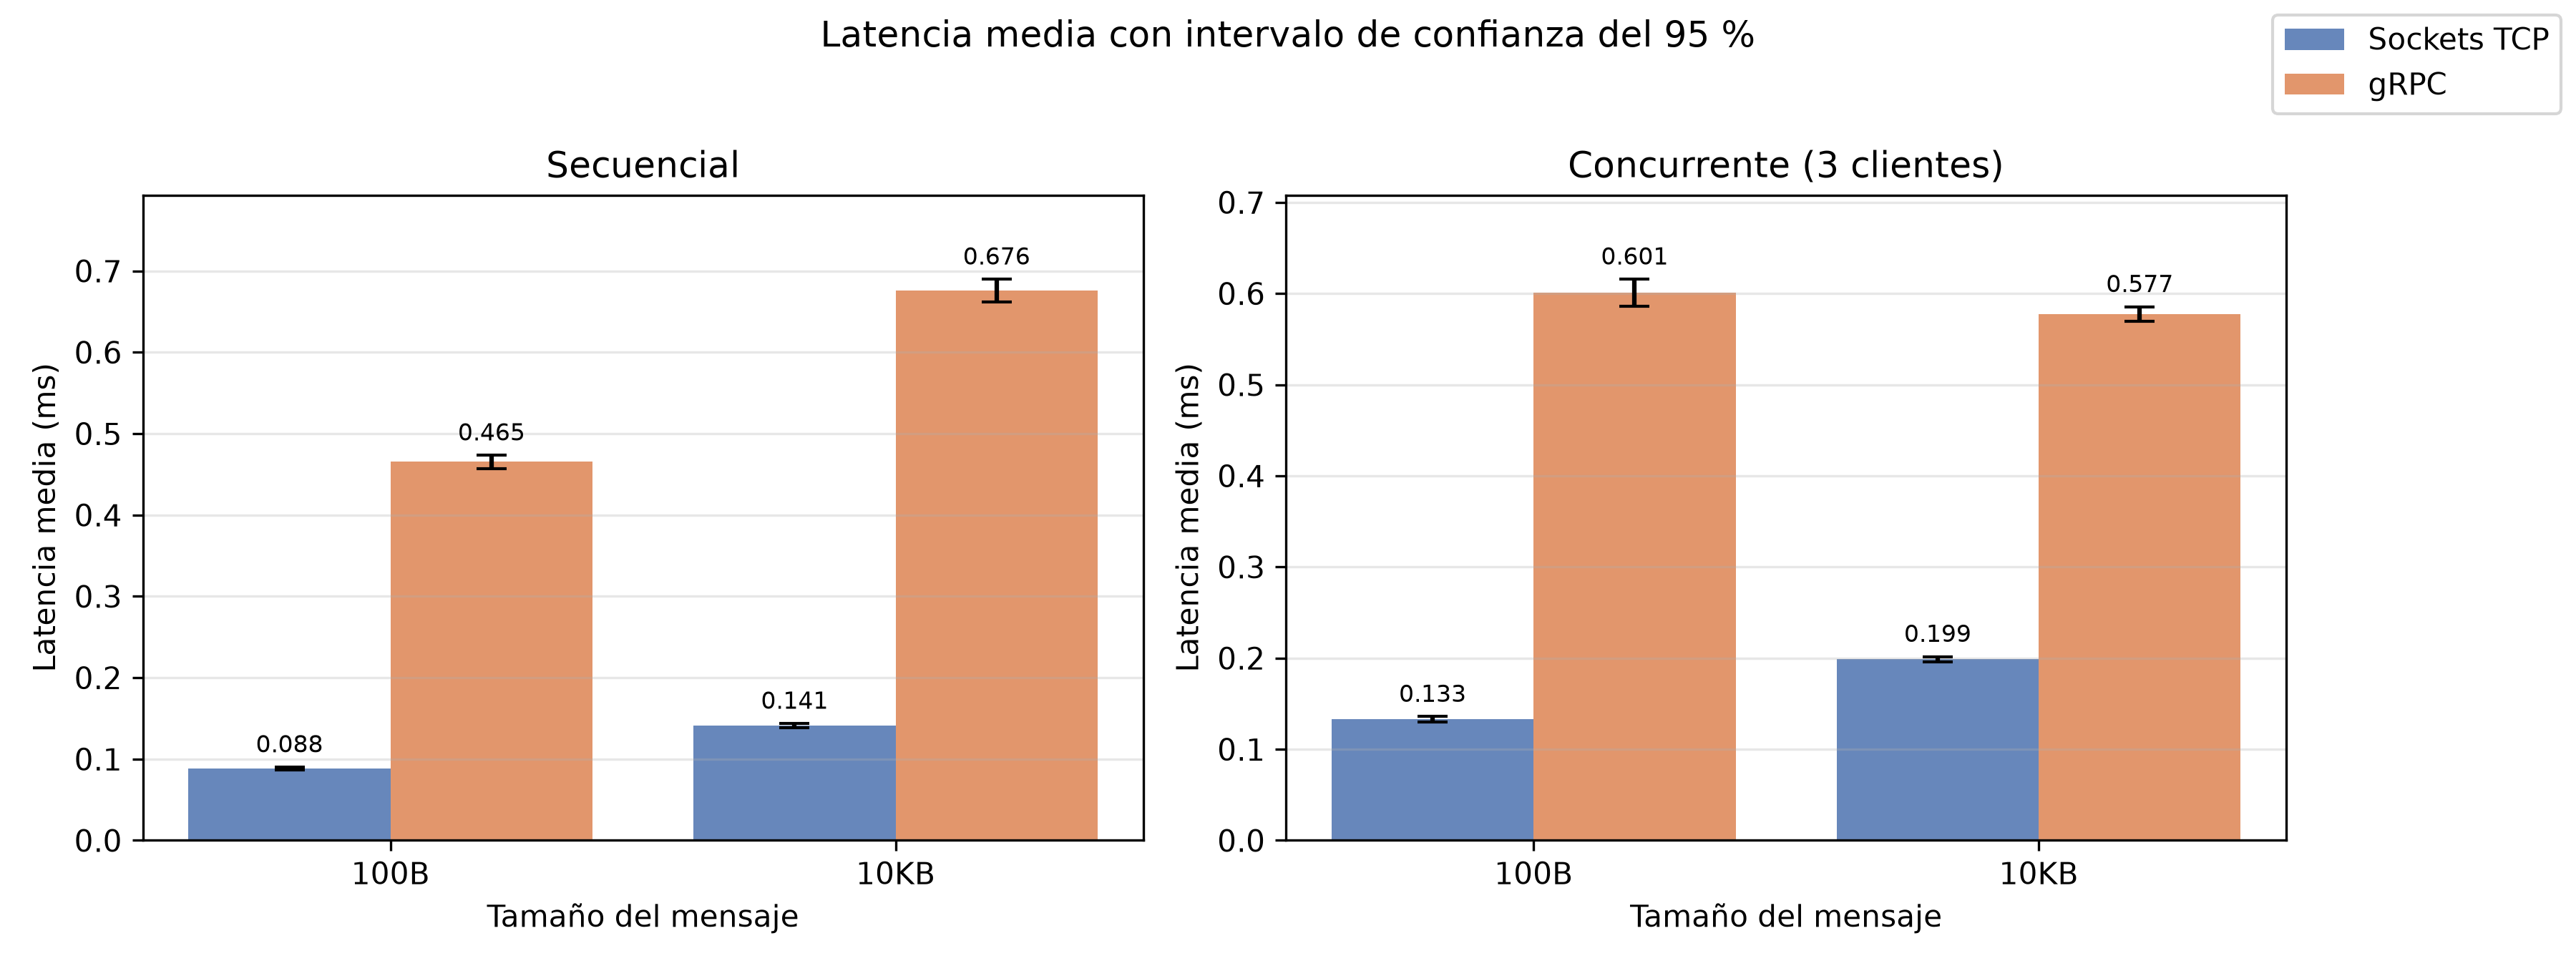 Latencia media con intervalo de confianza del 95 %
Sockets TCP
gRPC
Secuencial
Latencia media (ms)
0.7
0.6
0.5
0.4
0.3
0.2
0.1
0.0
0.088
0.465
0.141
0.676
100B
10KB
Tamaño del mensaje
Concurrente (3 clientes)
Latencia media (ms)
0.7
0.6
0.5
0.4
0.3
0.2
0.1
0.0
0.133
0.601
0.199
0.577
100B
10KB
Tamaño del mensaje